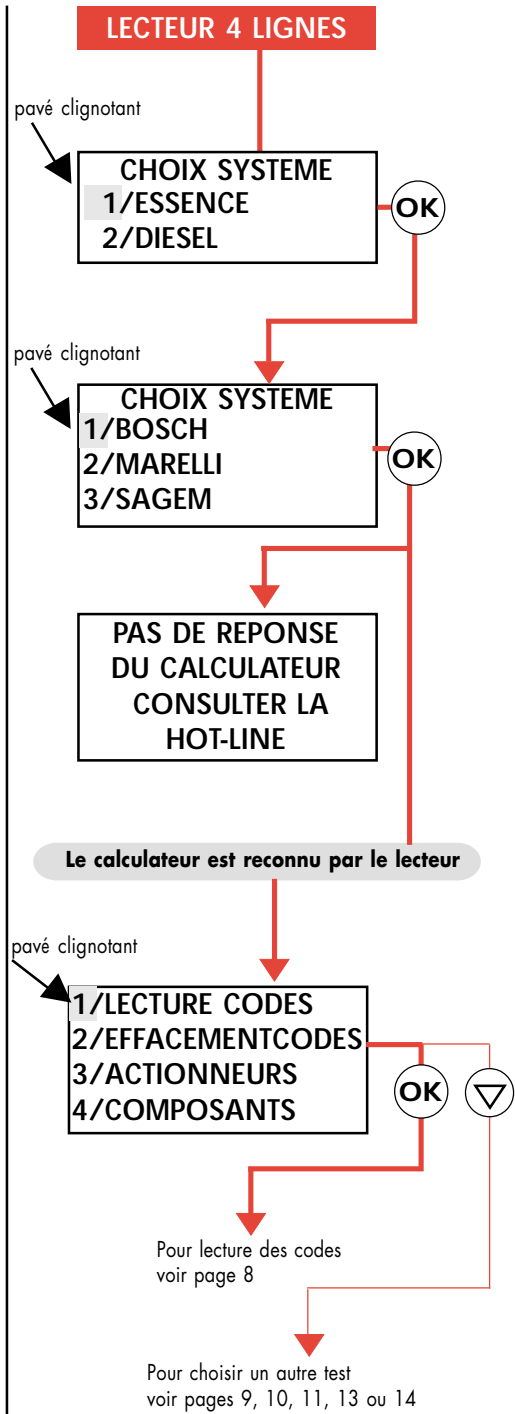 LECTEUR 4 LIGNES
pavé clignotant
CHOIX SYSTEME
1/ESSENCE
2/DIESEL
OK
pavé clignotant
CHOIX SYSTEME
1/BOSCH
2/MARELLI
3/SAGEM
OK
PAS DE REPONSE
DU CALCULATEUR
CONSULTER LA
HOT-LINE
Le calculateur est reconnu par le lecteur
pavé clignotant
1/LECTURE CODES
2/EFFACEMENTCODES
3/ACTIONNEURS
4/COMPOSANTS
OK
Pour lecture des codes
voir page 8
Pour choisir un autre test
voir pages 9, 10, 11, 13 ou 14